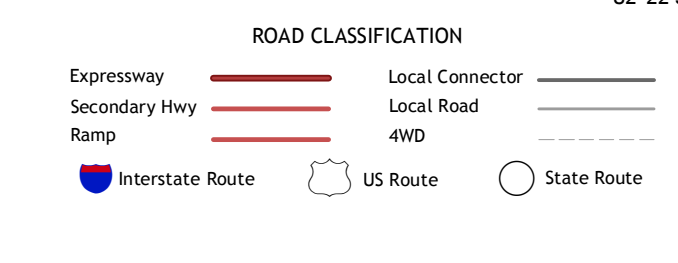 ROAD CLASSIFICATION
Expressway
Local Connector
Secondary Hwy
Local Road
Ramp
4WD
Interstate Route
US Route
State Route